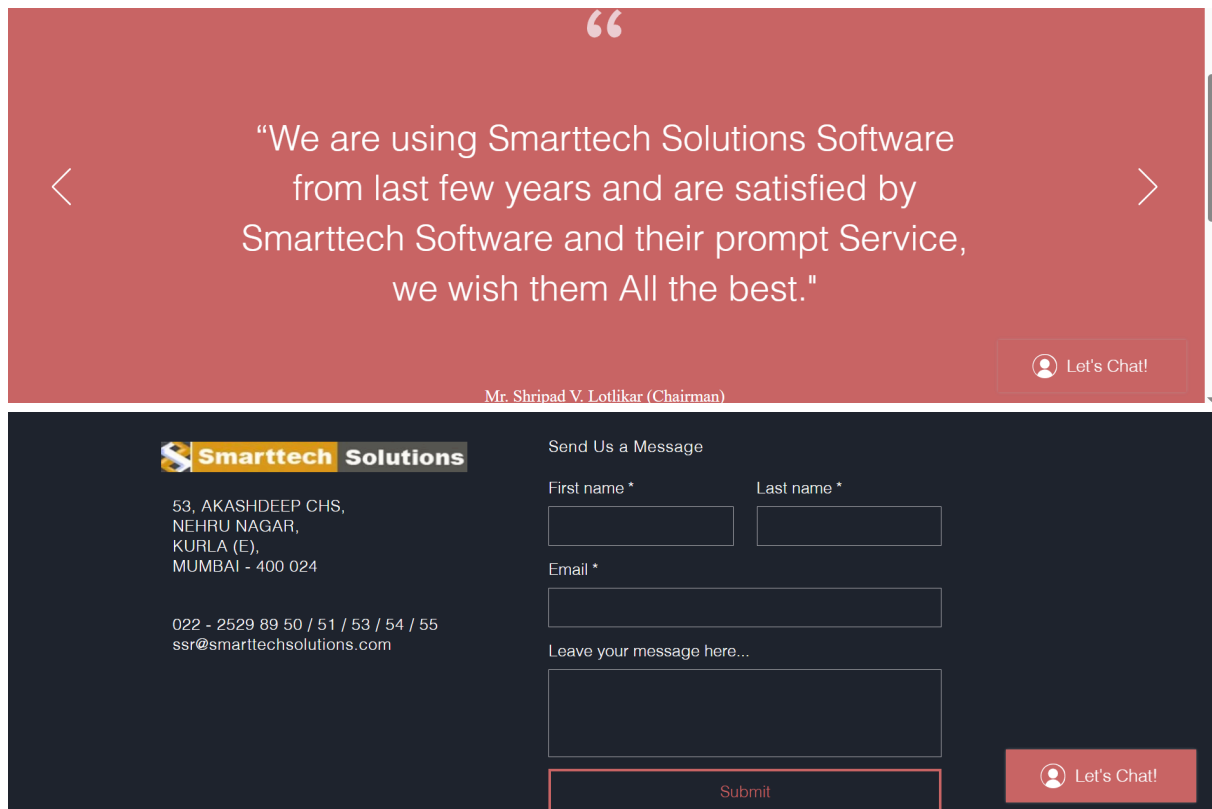 “
“We are using Smarttech Solutions Software
from last few years and are satisfied by
Smarttech Software and their prompt Service,
we wish them All the best."
Let's Chat!
Mr. Shripad V. Lotlikar (Chairman)
Smarttech Solutions
53, AKASHDEEP CHS,
NEHRU NAGAR,
KURLA (E),
MUMBAI - 400 024
022 - 2529 89 50 / 51 / 53 / 54 / 55
ssr@smarttechsolutions.com
Send Us a Message
First name *
Last name *
Email *
Leave your message here...
Submit
Let's Chat!